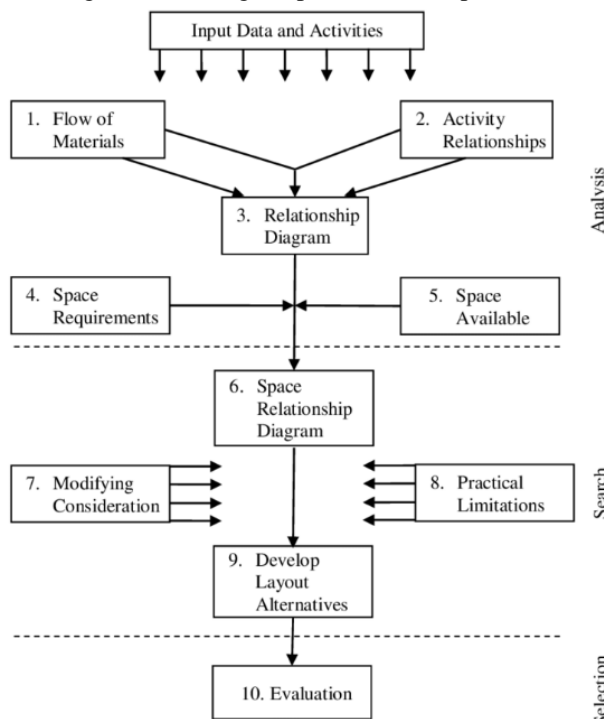 Input Data and Activities
1. Flow of
Materials
2. Activity
Relationships
3. Relationship
Diagram
Analysis
4. Space
Requirements
5. Space
Available
6. Space
Relationship
Diagram
7. Modifying
Consideration
8. Practical
Limitations
Search
9. Develop
Layout
Alternatives
10. Evaluation
Selection